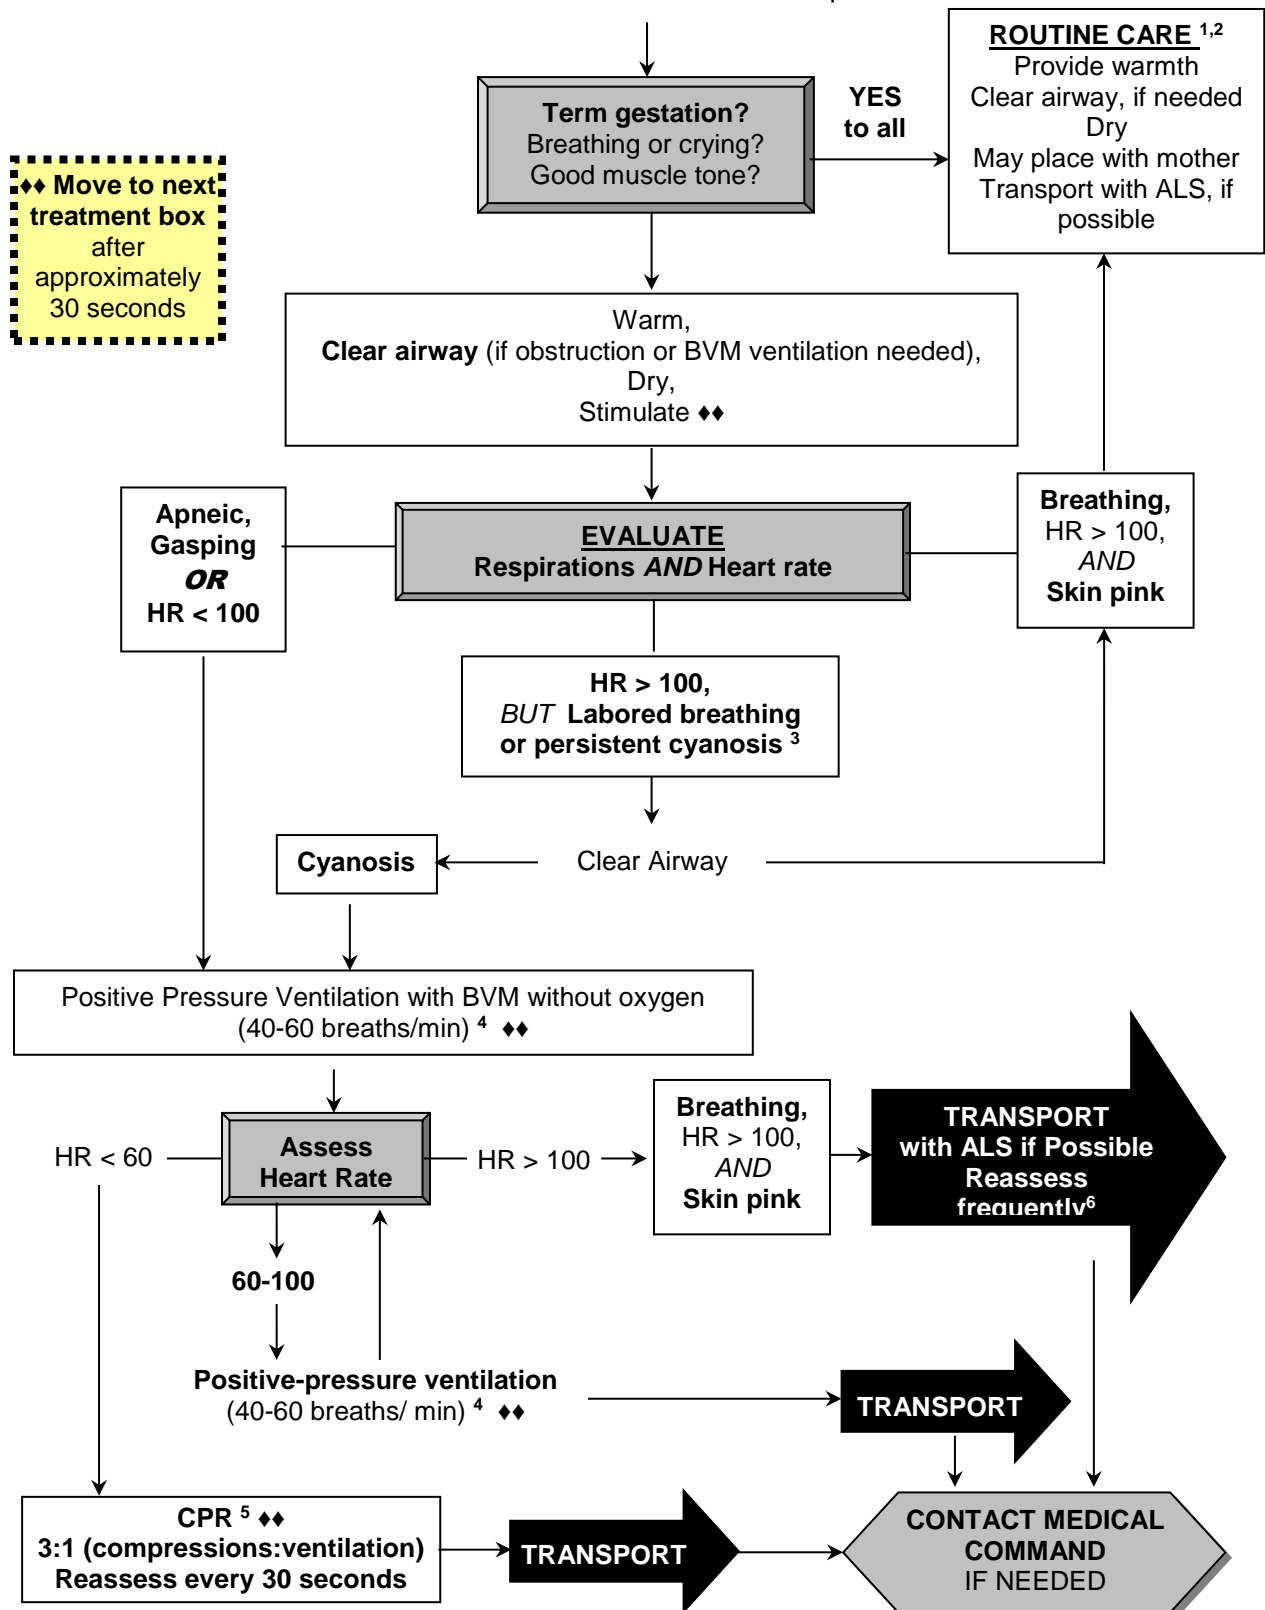 ROUTINE CARE 1,2
Provide warmth
Clear airway, if needed
Dry
May place with mother
Transport with ALS, if
possible
Term gestation?
Breathing or crying?
Good muscle tone?
YES
to all
♦♦ Move to next
treatment box
after
approximately
30 seconds
Warm,
Clear airway (if obstruction or BVM ventilation needed),
Dry,
Stimulate ♦♦
Apneic,
Gasping
OR
HR < 100
EVALUATE
Respirations AND Heart rate
Breathing,
HR > 100,
AND
Skin pink
HR > 100,
BUT Labored breathing
or persistent cyanosis 3
Cyanosis
Clear Airway
Positive Pressure Ventilation with BVM without oxygen
(40-60 breaths/min) 4 ♦♦
HR < 60
Assess
Heart Rate
HR > 100
Breathing,
HR > 100,
AND
Skin pink
TRANSPORT
with ALS if Possible
Reassess
frequently6
60-100
Positive-pressure ventilation
(40-60 breaths/ min) 4 ♦♦
TRANSPORT
CPR 5 ♦♦
3:1 (compressions:ventilation)
Reassess every 30 seconds
TRANSPORT
CONTACT MEDICAL
COMMAND
IF NEEDED